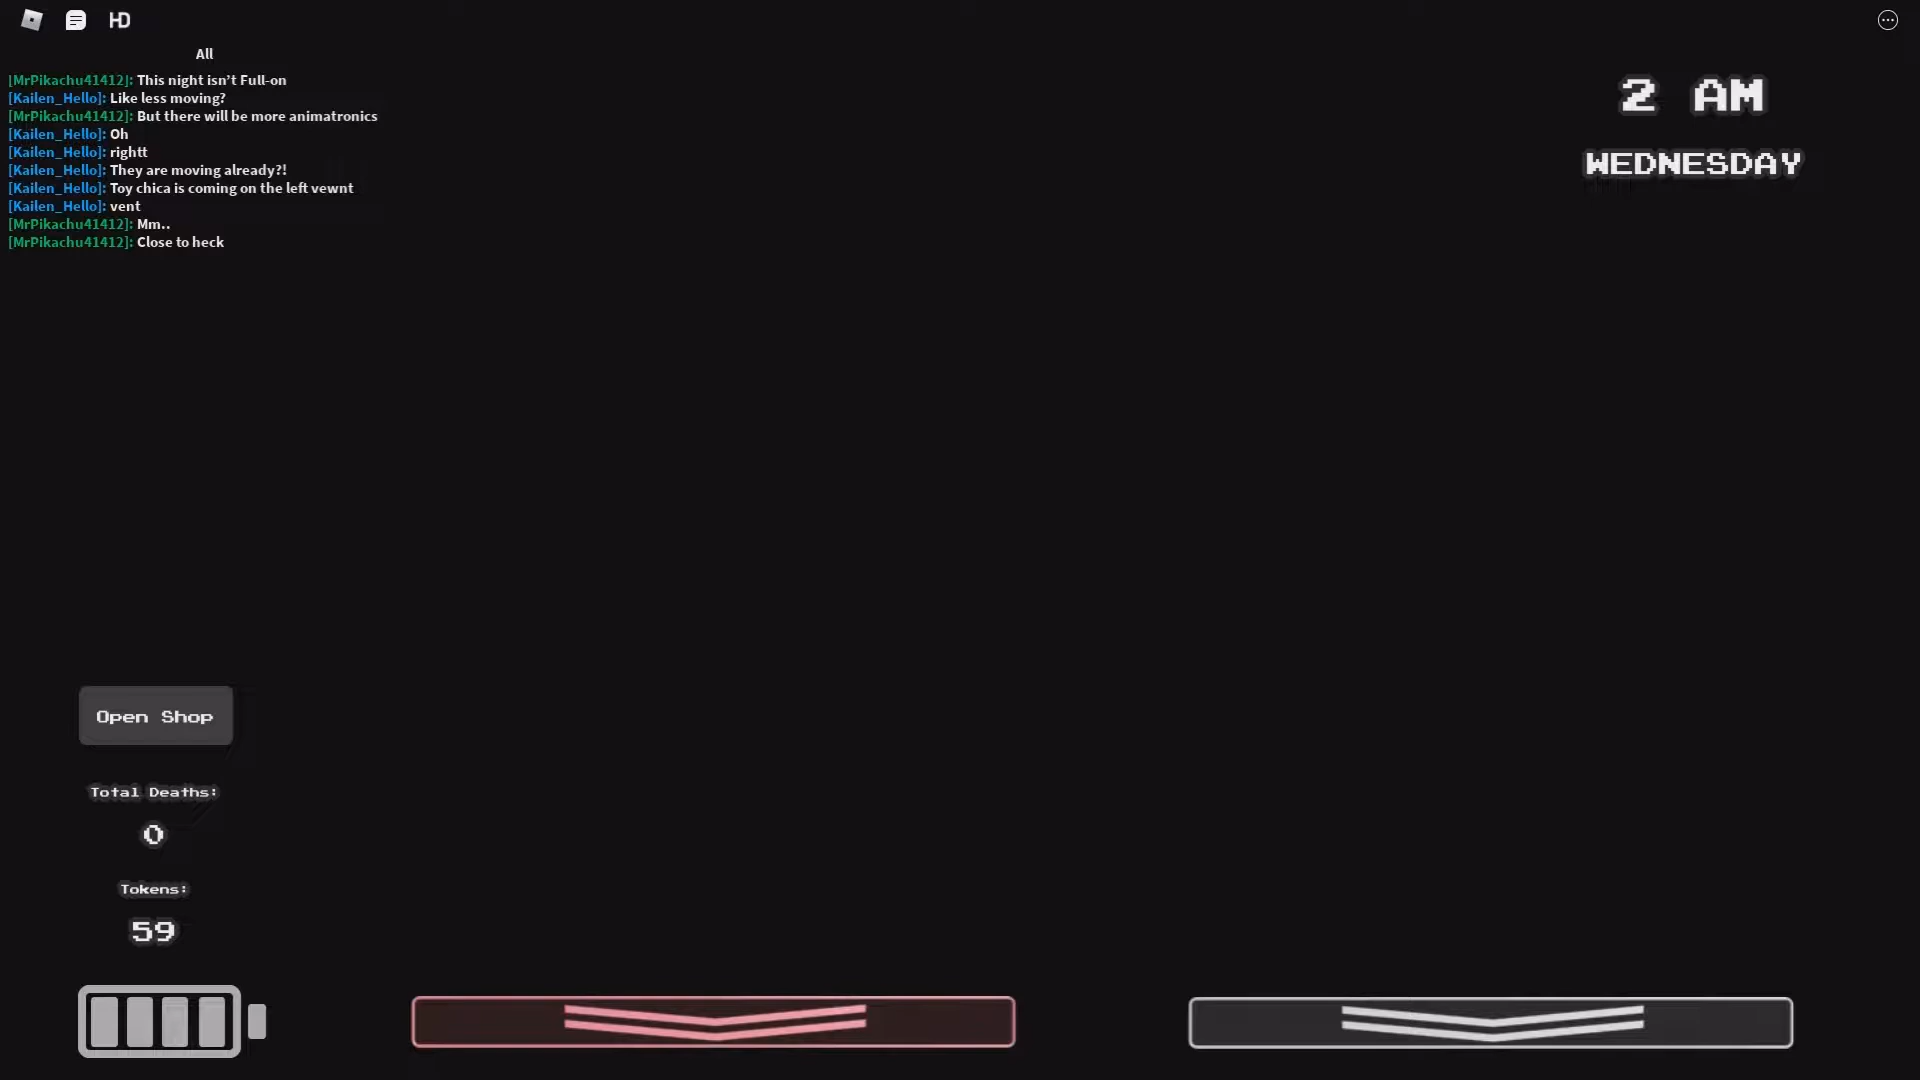 HD
All
[MrPikachu41412]: This night isn't Full-on
[Kailen_Hello]: Like less moving?
[MrPikachu41412]: But there will be more animatronics
[Kailen_Hello]: Oh
[Kailen_Hello]: rightt
[Kailen_Hello]: They are moving already?!
[Kailen_Hello]: Toy chica is coming on the left vewnt
[Kailen_Hello]: vent
[MrPikachu41412]: Mm..
[MrPikachu41412]: Close to heck
2 AM
WEDNESDAY
Open Shop
Total Deaths:
0
Tokens:
59